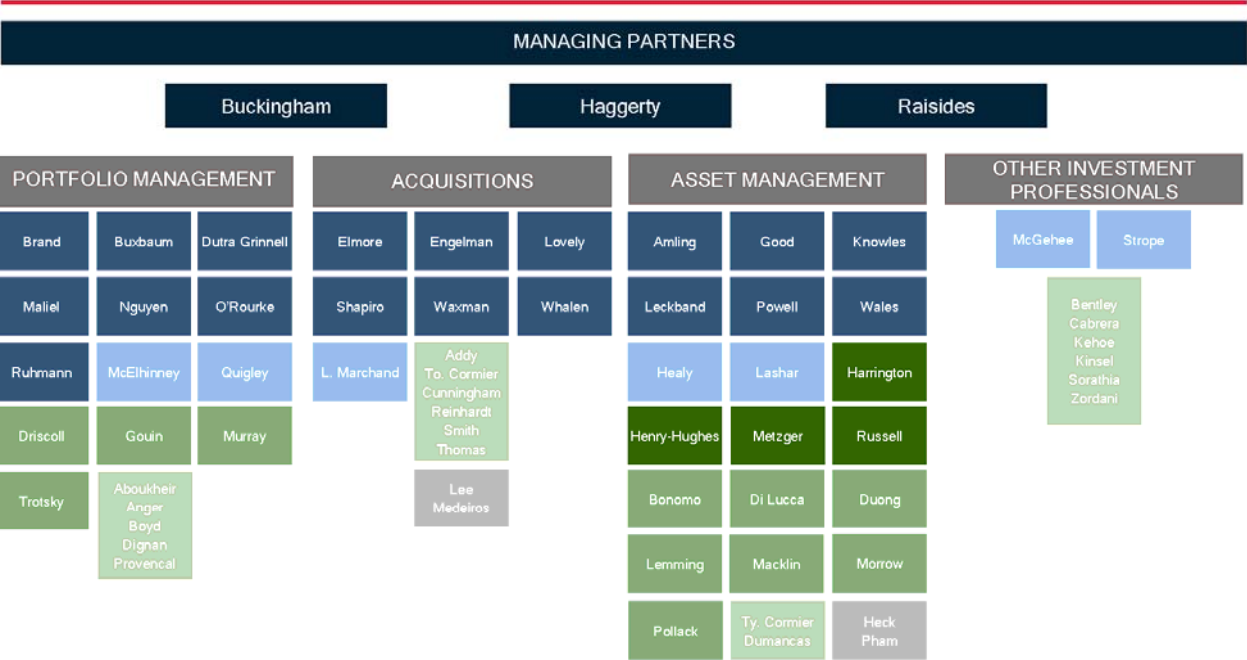 MANAGING PARTNERS
Buckingham
Haggerty
Raisides
PORTFOLIO MANAGEMENT
Brand
Buxbaum
Dutra Grinnell
Maliel
Nguyen
O'Rourke
Ruhmann
McElhinney
Quigley
Driscoll
Gouin
Murray
Trotsky
Aboukheir
Anger
Boyd
Dignan
Provencal
ACQUISITIONS
Elmore
Engelman
Lovely
Shapiro
Waxman
Whalen
L. Marchand
Addy
To. Cormier
Cunningham
Reinhardt
Smith
Thomas
Lee
Medeiros
ASSET MANAGEMENT
Amling
Good
Knowles
Leckband
Powell
Wales
Healy
Lashar
Harrington
Henry-Hughes
Metzger
Russell
Bonomo
Di Lucca
Duong
Lemming
Macklin
Morrow
Pollack
Ty. Cormier
Dumancas
Heck
Pham
OTHER INVESTMENT
PROFESSIONALS
McGehee
Strope
Bentley
Cabrera
Kehoe
Kinsel
Sorathia
Zordani